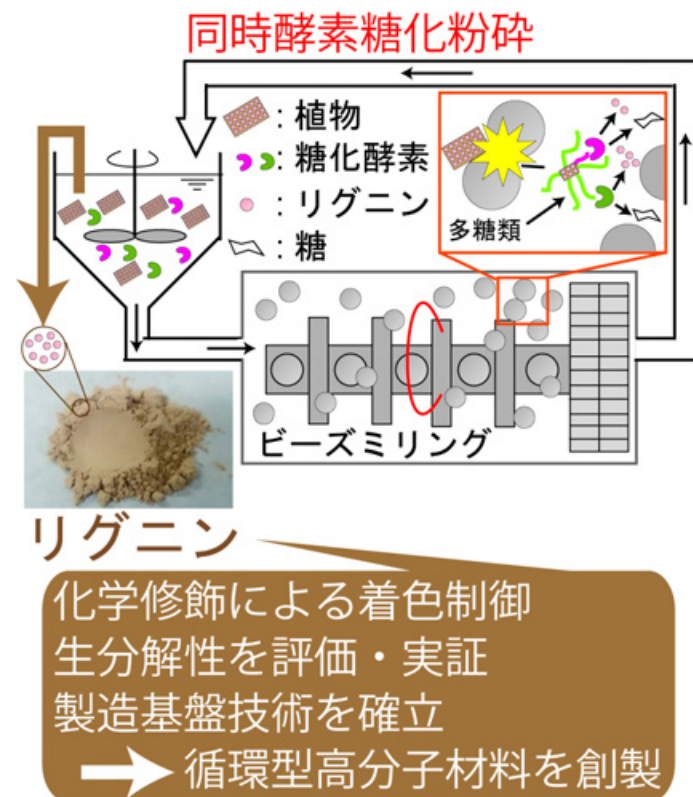 同時酵素糖化粉砕
：植物
：糖化酵素
：リグニン
：糖
多糖類
ビーズミリング
リグニン
化学修飾による着色制御
生分解性を評価・実証
製造基盤技術を確立
循環型高分子材料を創製